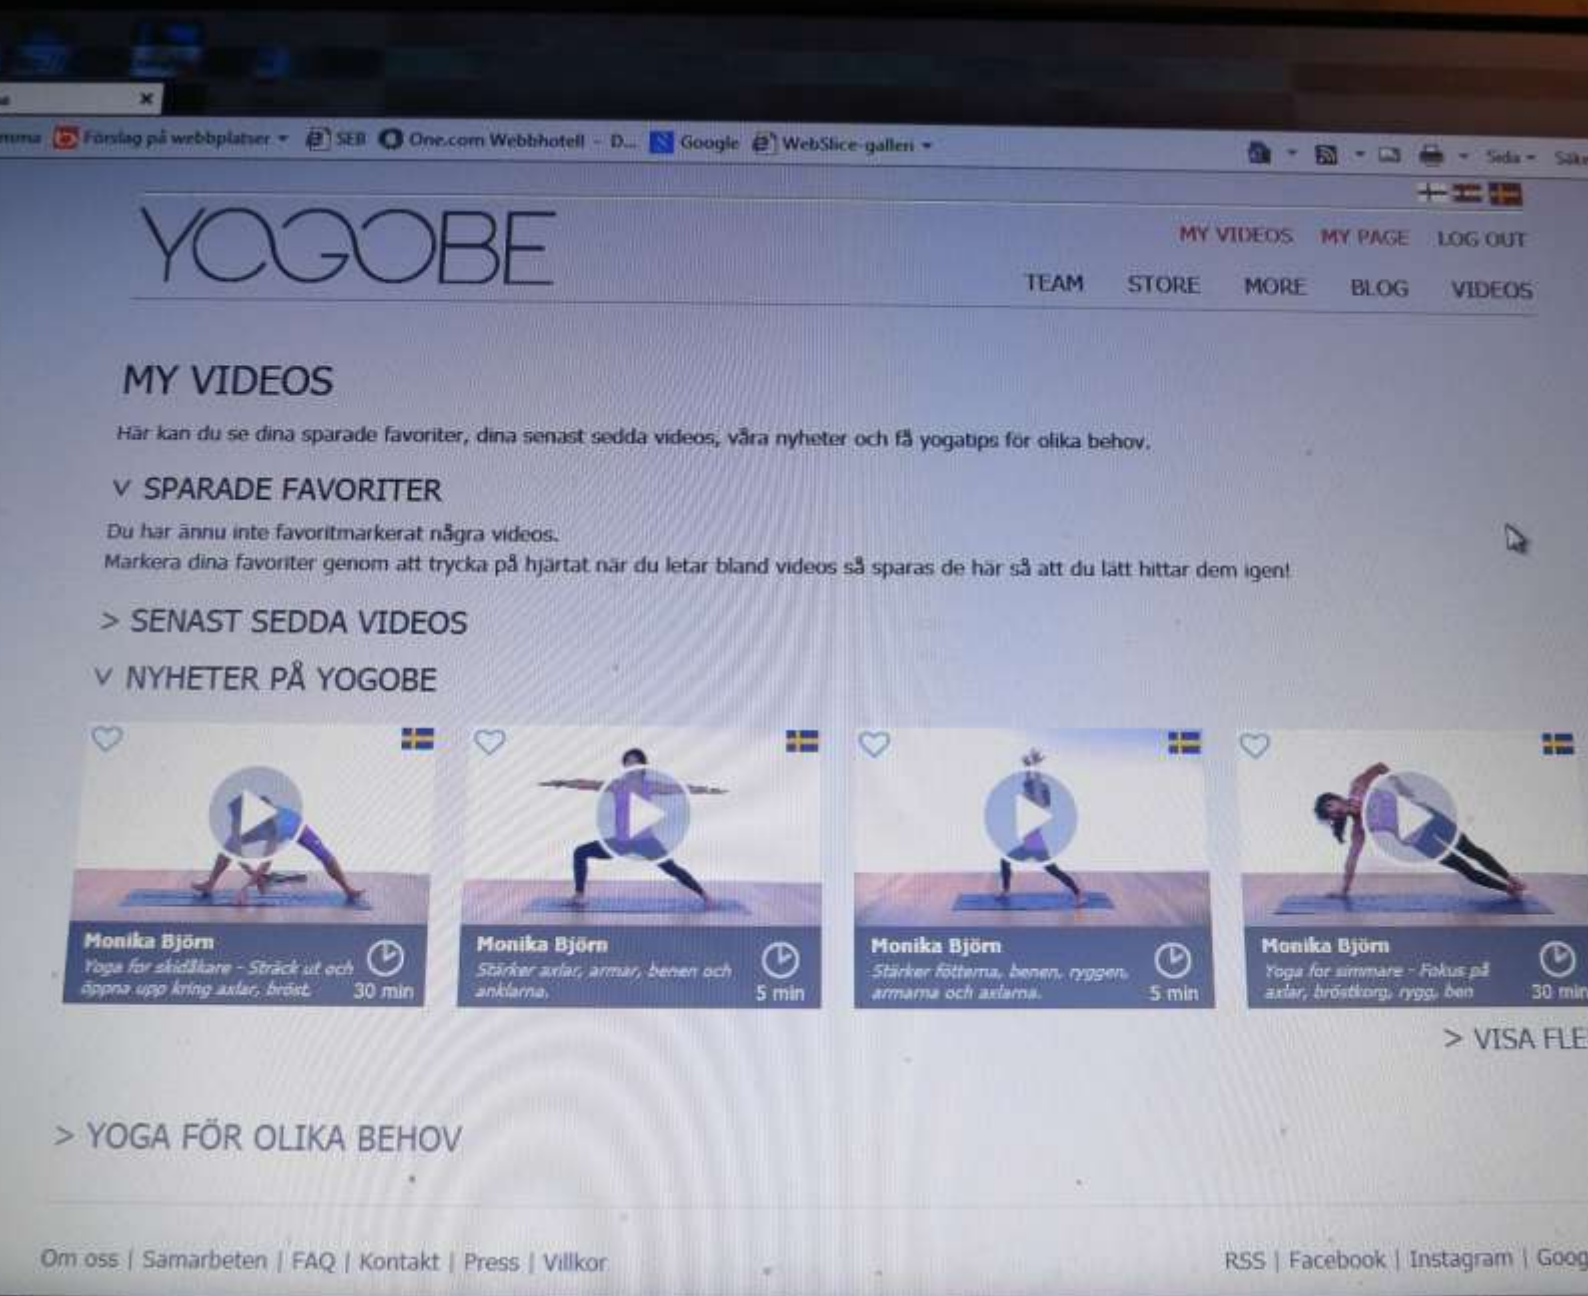 Förslag på webbplatser
SEB
One.com Webbhotell - D...
Google
WebSlice-galleri
Sida
YOGOBE
MY VIDEOS MY PAGE LOG OUT
TEAM STORE MORE BLOG VIDEOS
MY VIDEOS
Här kan du se dina sparade favoriter, dina senast sedda videos, våra nyheter och få yogatips för olika behov.
v SPARADE FAVORITER
Du har ännu inte favoritmarkerat några videos.
Markera dina favoriter genom att trycka på hjärtat när du letar bland videos så sparas de här så att du lätt hittar dem igen!
> SENAST SEDDA VIDEOS
v NYHETER PÅ YOGOBE
Monika Björn
Yoga för skidåkare - Sträck ut och
öppna upp kring axlar, bröst.
30 min
Monika Björn
Stärker axlar, armar, benen och
anklarna.
5 min
Monika Björn
Stärker fötterna, benen, ryggen,
armarna och axlarna.
5 min
Monika Björn
Yoga för simmare - Fokus på
axlar, bröstkorg, rygg, ben
30 min
> VISA FLE
> YOGA FÖR OLIKA BEHOV
Om oss | Samarbeten | FAQ | Kontakt | Press | Villkor
RSS | Facebook | Instagram | Goog